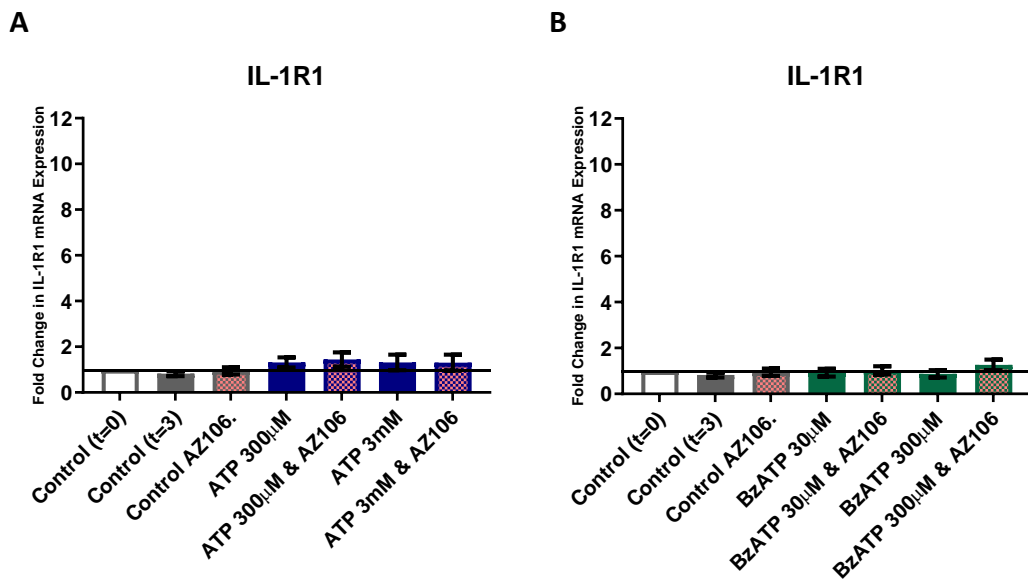 A
IL-1R1
Fold Change in IL-1R1 mRNA Expression
12
10
8
6
4
2
0
Control (t=0)
Control (t=3)
Control AZ106.
ATP 300μM
ATP 300μM & AZ106
ATP 3mM
ATP 3mM & AZ106
B
IL-1R1
Fold Change in IL-1R1 mRNA Expression
12
10
8
6
4
2
0
Control (t=0)
Control (t=3)
Control AZ106.
BzATP 30μM
BzATP 30μM & AZ106
BzATP 300μM
BzATP 300μM & AZ106